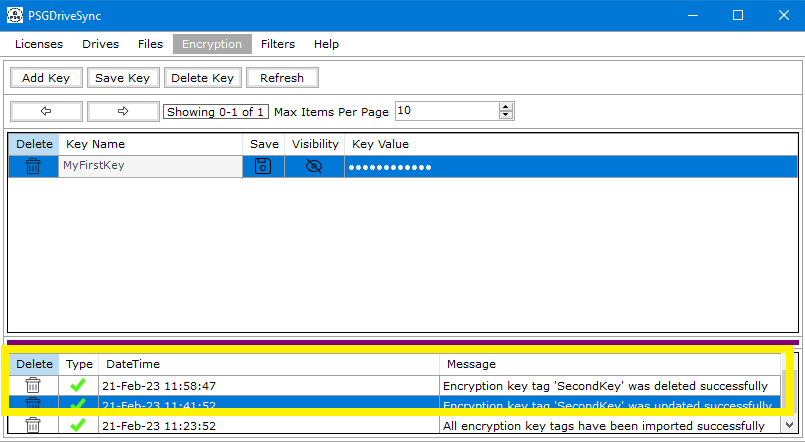 PSGDriveSync
Licenses Drives Files Encryption Filters Help
Add Key Save Key Delete Key Refresh
Showing 0-1 of 1 Max Items Per Page 10
Delete Key Name Save Visibility Key Value
MyFirstKey ●●●●●●●●●●●●
Delete Type DateTime Message
21-Feb-23 11:58:47 Encryption key tag 'SecondKey' was deleted successfully
21-Feb-23 11:41:52 Encryption key tag 'SecondKey' was updated successfully
21-Feb-23 11:23:52 All encryption key tags have been imported successfully